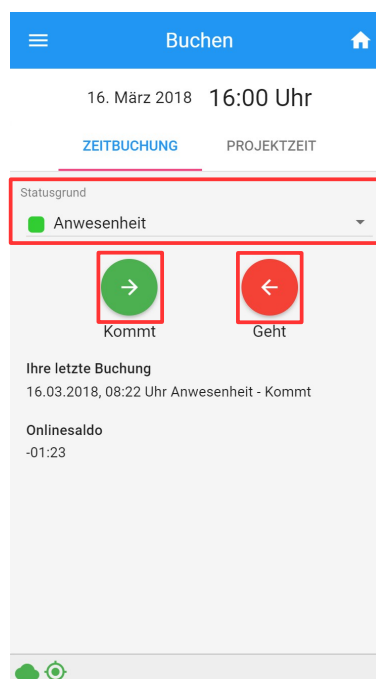 Buchen
16. März 2018 16:00 Uhr
ZEITBUCHUNG PROJEKTZEIT
Statusgrund
Anwesenheit
Kommt Geht
Ihre letzte Buchung
16.03.2018, 08:22 Uhr Anwesenheit - Kommt
Onlinesaldo
-01:23